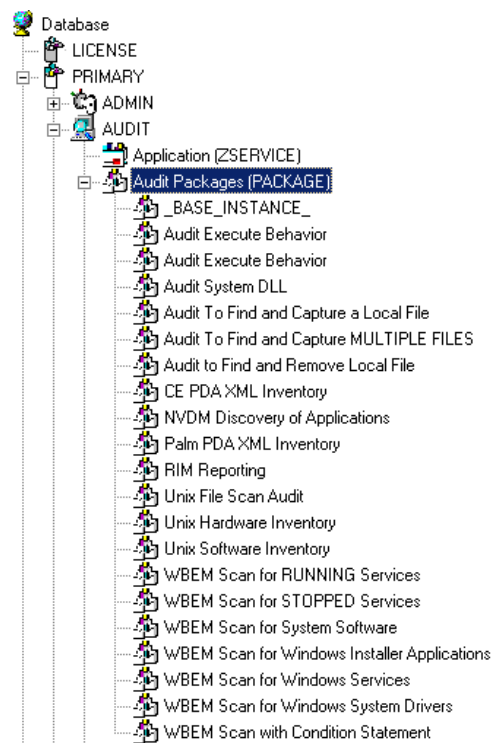 Database
LICENSE
PRIMARY
ADMIN
AUDIT
Application (ZSERVICE)
Audit Packages (PACKAGE)
_BASE_INSTANCE_
Audit Execute Behavior
Audit Execute Behavior
Audit System DLL
Audit To Find and Capture a Local File
Audit To Find and Capture MULTIPLE FILES
Audit to Find and Remove Local File
CE PDA XML Inventory
NVDM Discovery of Applications
Palm PDA XML Inventory
RIM Reporting
Unix File Scan Audit
Unix Hardware Inventory
Unix Software Inventory
WBEM Scan for RUNNING Services
WBEM Scan for STOPPED Services
WBEM Scan for System Software
WBEM Scan for Windows Installer Applications
WBEM Scan for Windows Services
WBEM Scan for Windows System Drivers
WBEM Scan with Condition Statement